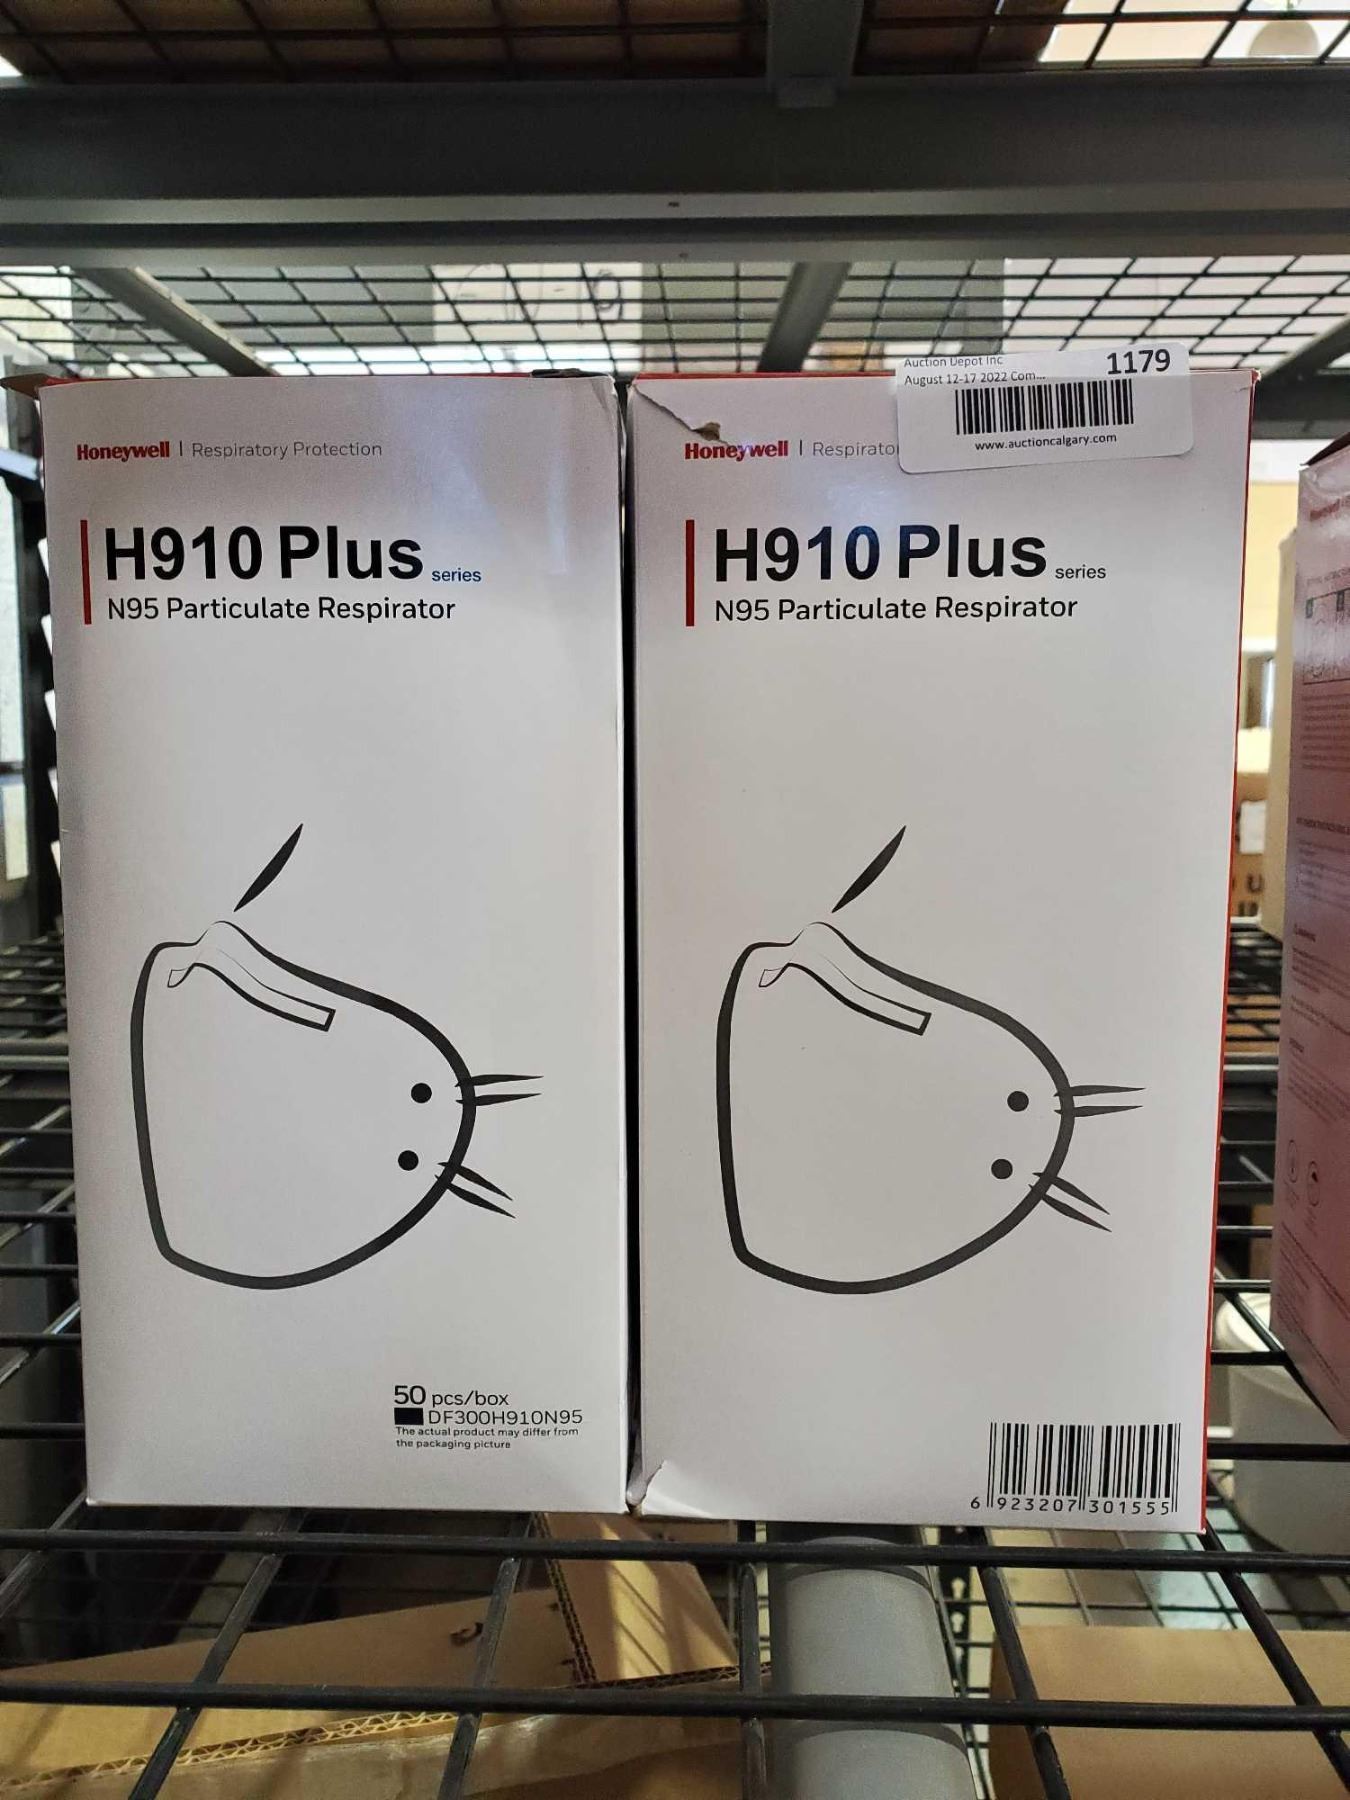 Honeywell | Respiratory Protection
H910 Plus series
N95 Particulate Respirator
50 pcs/box
DF300H910N95
The actual product may differ from
the packaging picture
Auction Depot Inc
1179
August 12-17 2022 Com...
www.auctioncalgary.com
Honeywell | Respirato
H910 Plus series
N95 Particulate Respirator
6 923207 301555